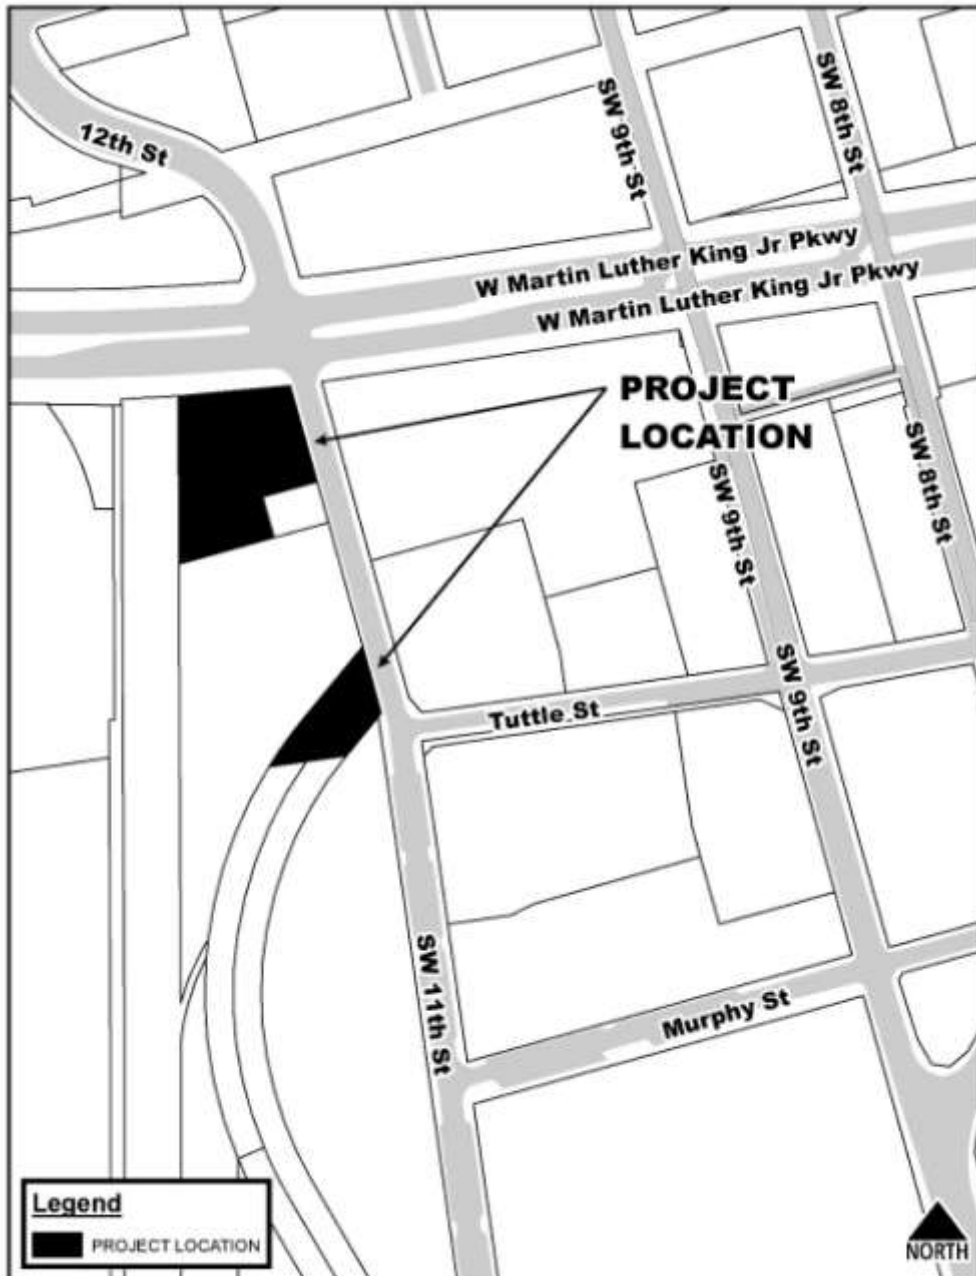 12th St
SW 9th St
SW 8th St
W Martin Luther King Jr Pkwy
W Martin Luther King Jr Pkwy
PROJECT
LOCATION
SW 9th St
SW 8th St
SW 9th St
Tuttle St
SW 11th St
Murphy St
Legend
PROJECT LOCATION
NORTH